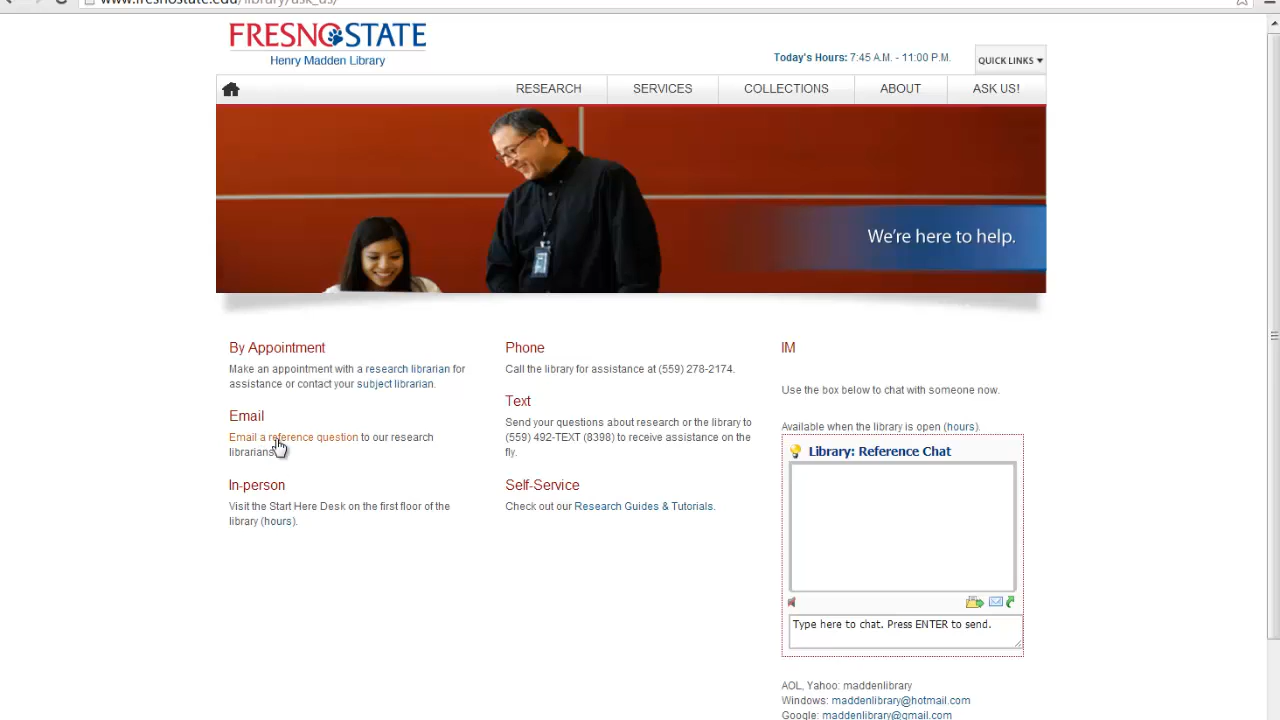 www.fresnostate.edu/library/ask_us/
FRESNO STATE
Henry Madden Library
Today's Hours: 7:45 A.M. - 11:00 P.M.
QUICK LINKS
RESEARCH
SERVICES
COLLECTIONS
ABOUT
ASK US!
We're here to help.
By Appointment
Make an appointment with a research librarian for
assistance or contact your subject librarian.
Email
Email a reference question to our research
librarians
In-person
Visit the Start Here Desk on the first floor of the
library (hours).
Phone
Call the library for assistance at (559) 278-2174.
Text
Send your questions about research or the library to
(559) 492-TEXT (8398) to receive assistance on the
fly.
Self-Service
Check out our Research Guides & Tutorials.
IM
Use the box below to chat with someone now.
Available when the library is open (hours).
Library: Reference Chat
Type here to chat. Press ENTER to send.
AOL, Yahoo: maddenlibrary
Windows: maddenlibrary@hotmail.com
Google: maddenlibrary@gmail.com